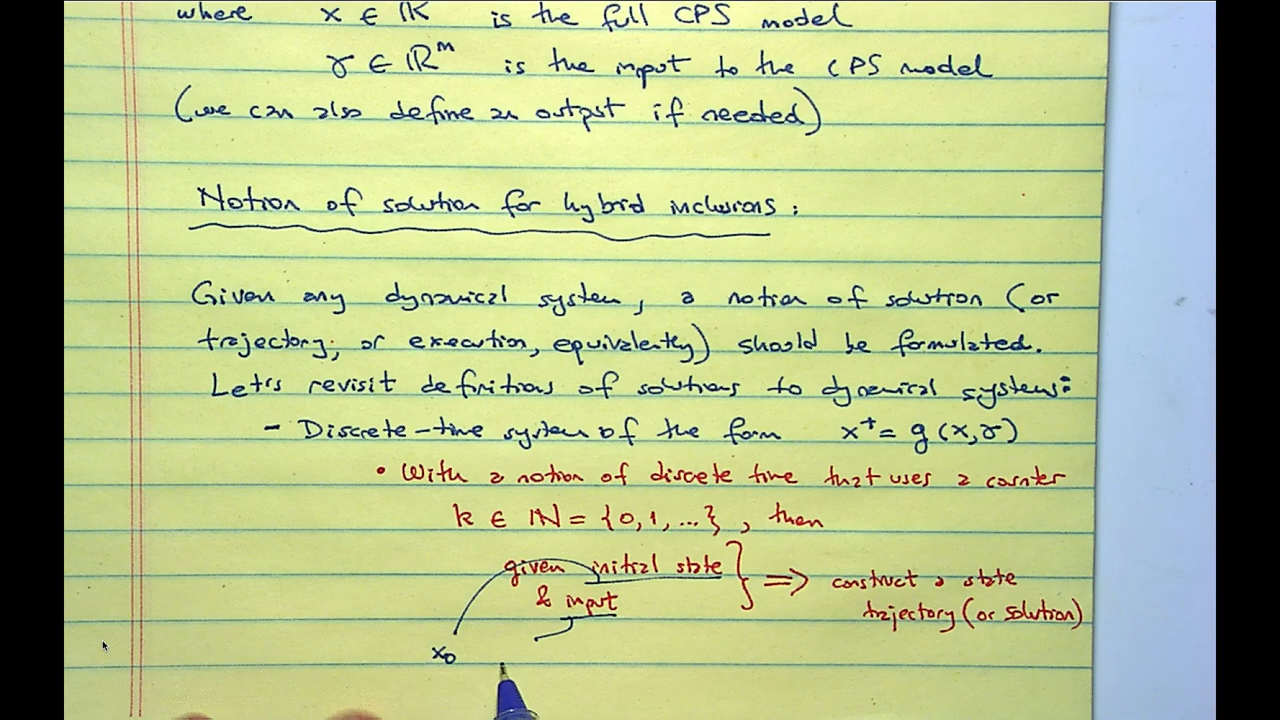 where x ∈ ℝ is the full CPS model
γ ∈ ℝᵐ is the input to the CPS model
(we can also define an output if needed)
Notion of solution for hybrid inclusions:
Given any dynamical system, a notion of solution (or
trajectory, or execution, equivalently) should be formulated.
Let's revisit definitions of solutions to dynamical systems:
- Discrete-time system of the form x⁺ = g(x,γ)
• With a notion of discrete time that uses a counter
k ∈ ℕ = {0,1,...}, then
given initial state
& input } ⇒ construct a state
trajectory (or solution)
x₀